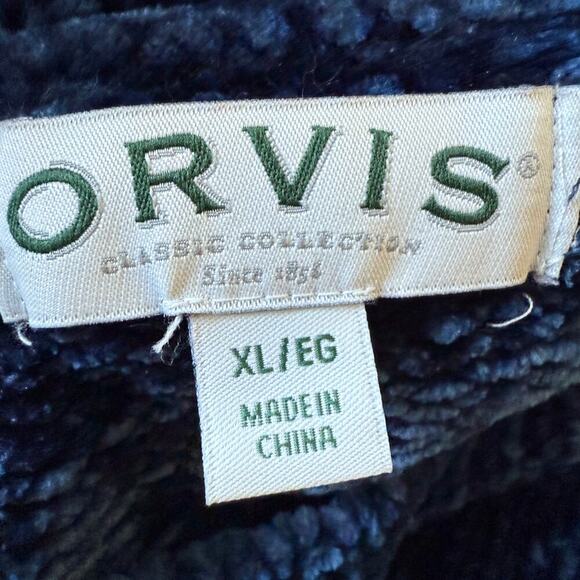 ORVIS®
CLASSIC COLLECTION
Since 1856
XL/EG
MADE IN
CHINA